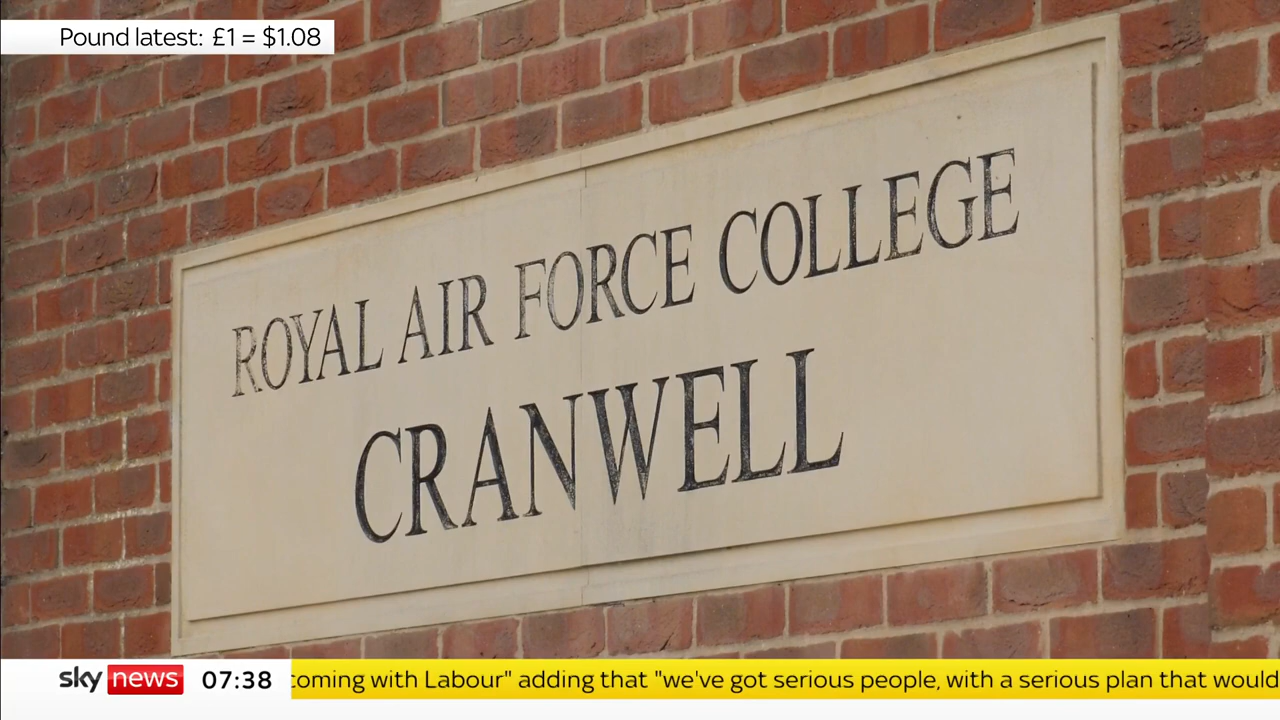 Pound latest: £1 = $1.08
ROYAL AIR FORCE COLLEGE
CRANWELL
sky news 07:38 coming with Labour" adding that "we've got serious people, with a serious plan that would